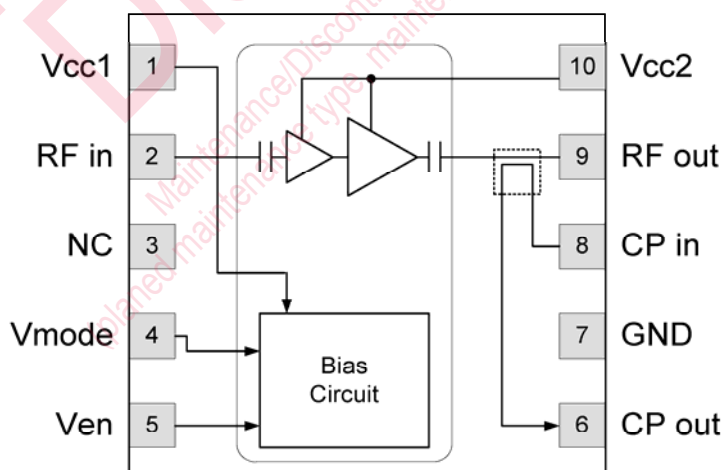 Vcc1 1
10 Vcc2
RF in 2
9 RF out
NC 3
8 CP in
Vmode 4
7 GND
Ven 5
6 CP out
Bias
Circuit
Maintenance/Discont
planed maintenance type, mainte